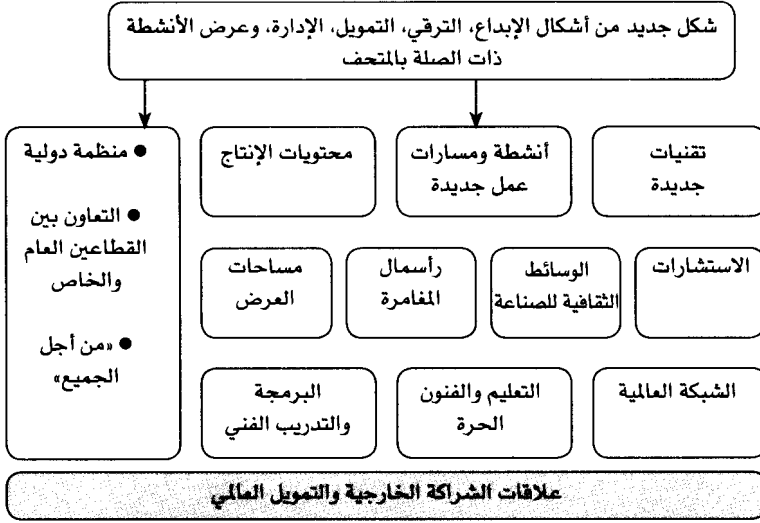 شكل جديد من أشكال الإبداع، الترقي، التمويل، الإدارة، وعرض الأنشطة
ذات الصلة بالمتحف
تقنيات
جديدة
أنشطة ومسارات
عمل جديدة
محتويات الإنتاج
● منظمة دولية
● التعاون بين
القطاعين العام
والخاص
● «من أجل
الجميع»
الاستشارات
الوسائط
الثقافية للصناعة
رأسمال
المغامرة
مساحات
العرض
الشبكة العالمية
التعليم والفنون
الحرة
البرمجة
والتدريب الفني
علاقات الشراكة الخارجية والتمويل العالمي